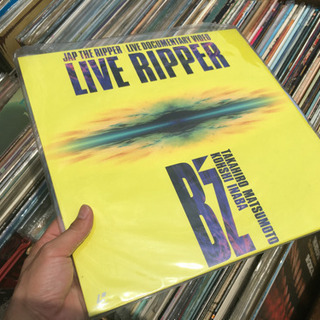 JAP THE RIPPER LIVE DOCUMENTARY VIDEO
LIVE RIPPER
TAKAHIRO MATSUMOTO
KOHSHI INABA
B'z